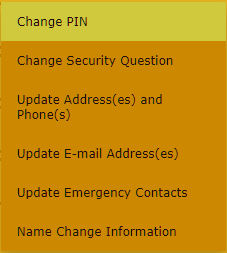 Change PIN
Change Security Question
Update Address(es) and
Phone(s)
Update E-mail Address(es)
Update Emergency Contacts
Name Change Information